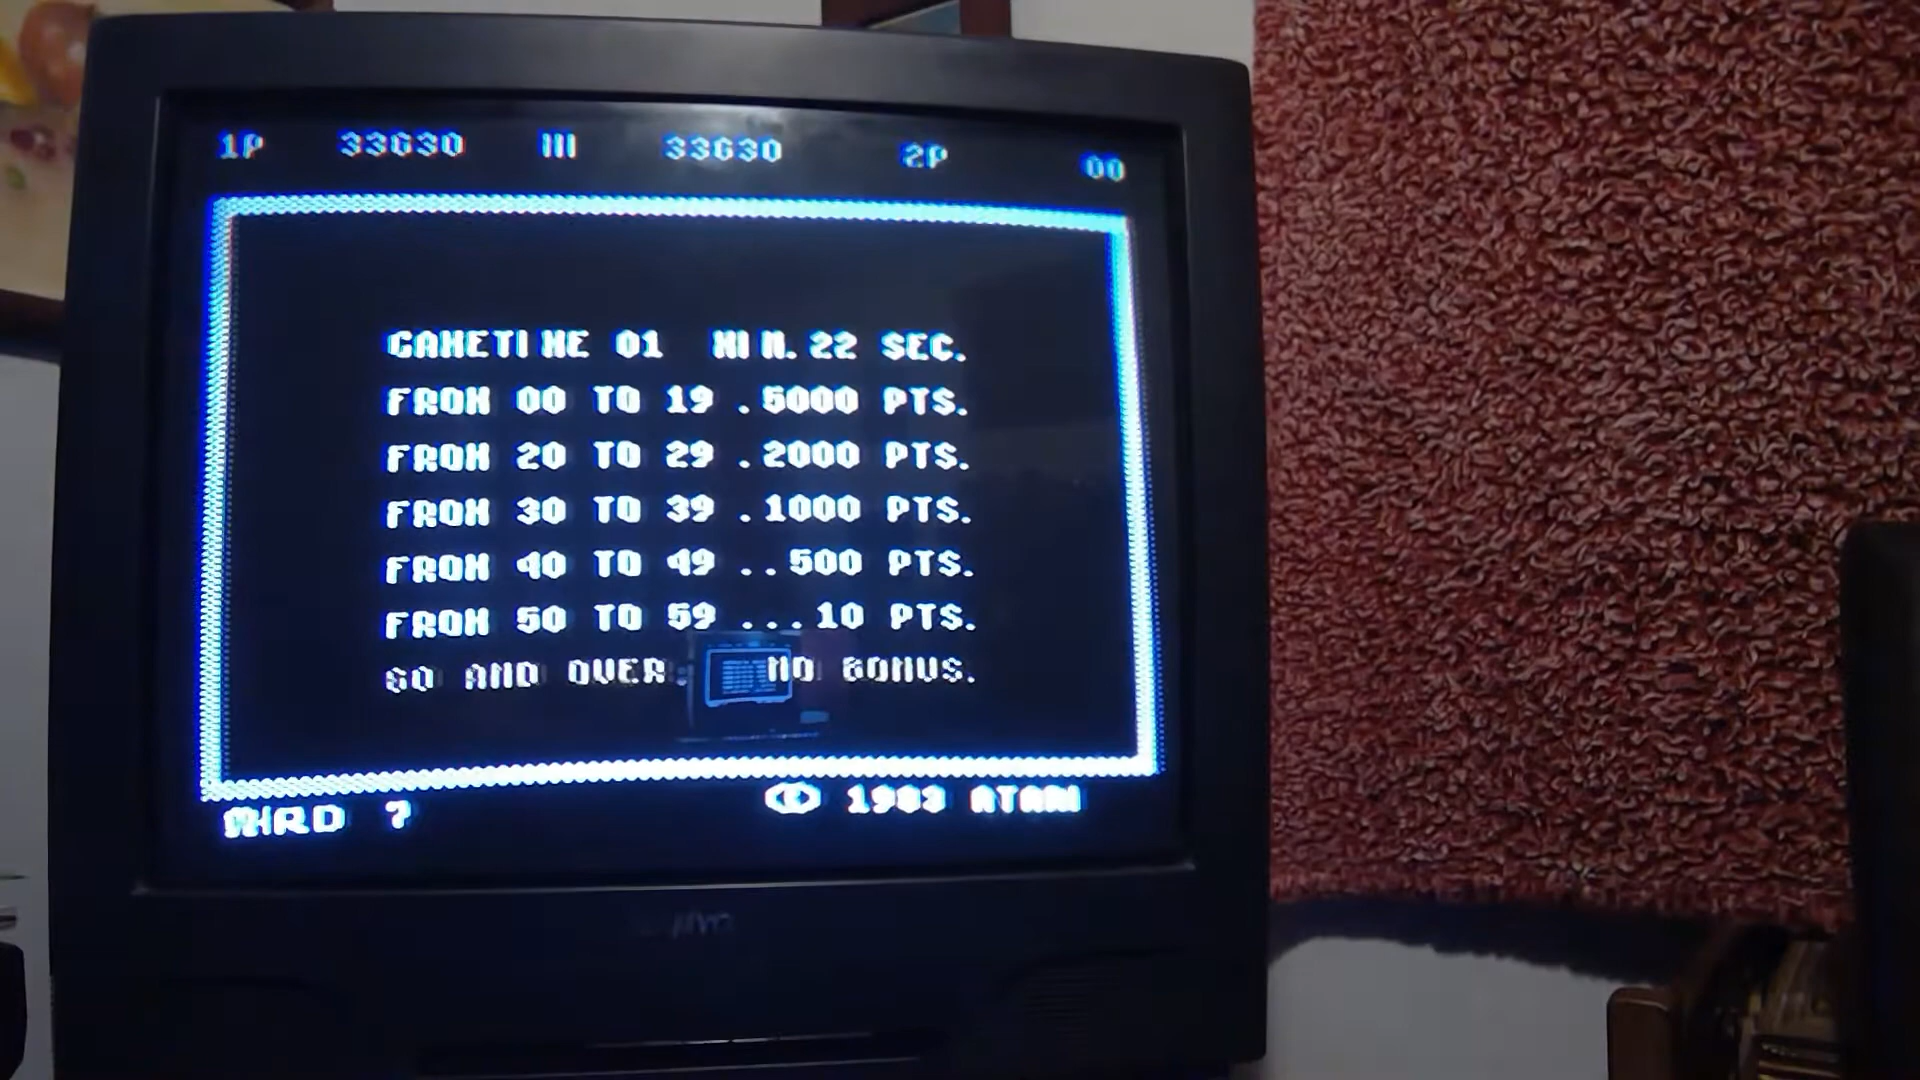 1P 33630 HI 33630 2P 00
GAMETIME 01 MIN.22 SEC.
FROM 00 TO 19 .5000 PTS.
FROM 20 TO 29 .2000 PTS.
FROM 30 TO 39 .1000 PTS.
FROM 40 TO 49 ..500 PTS.
FROM 50 TO 59 ...10 PTS.
60 AND OVER. NO BONUS.
7
1983 ATARI